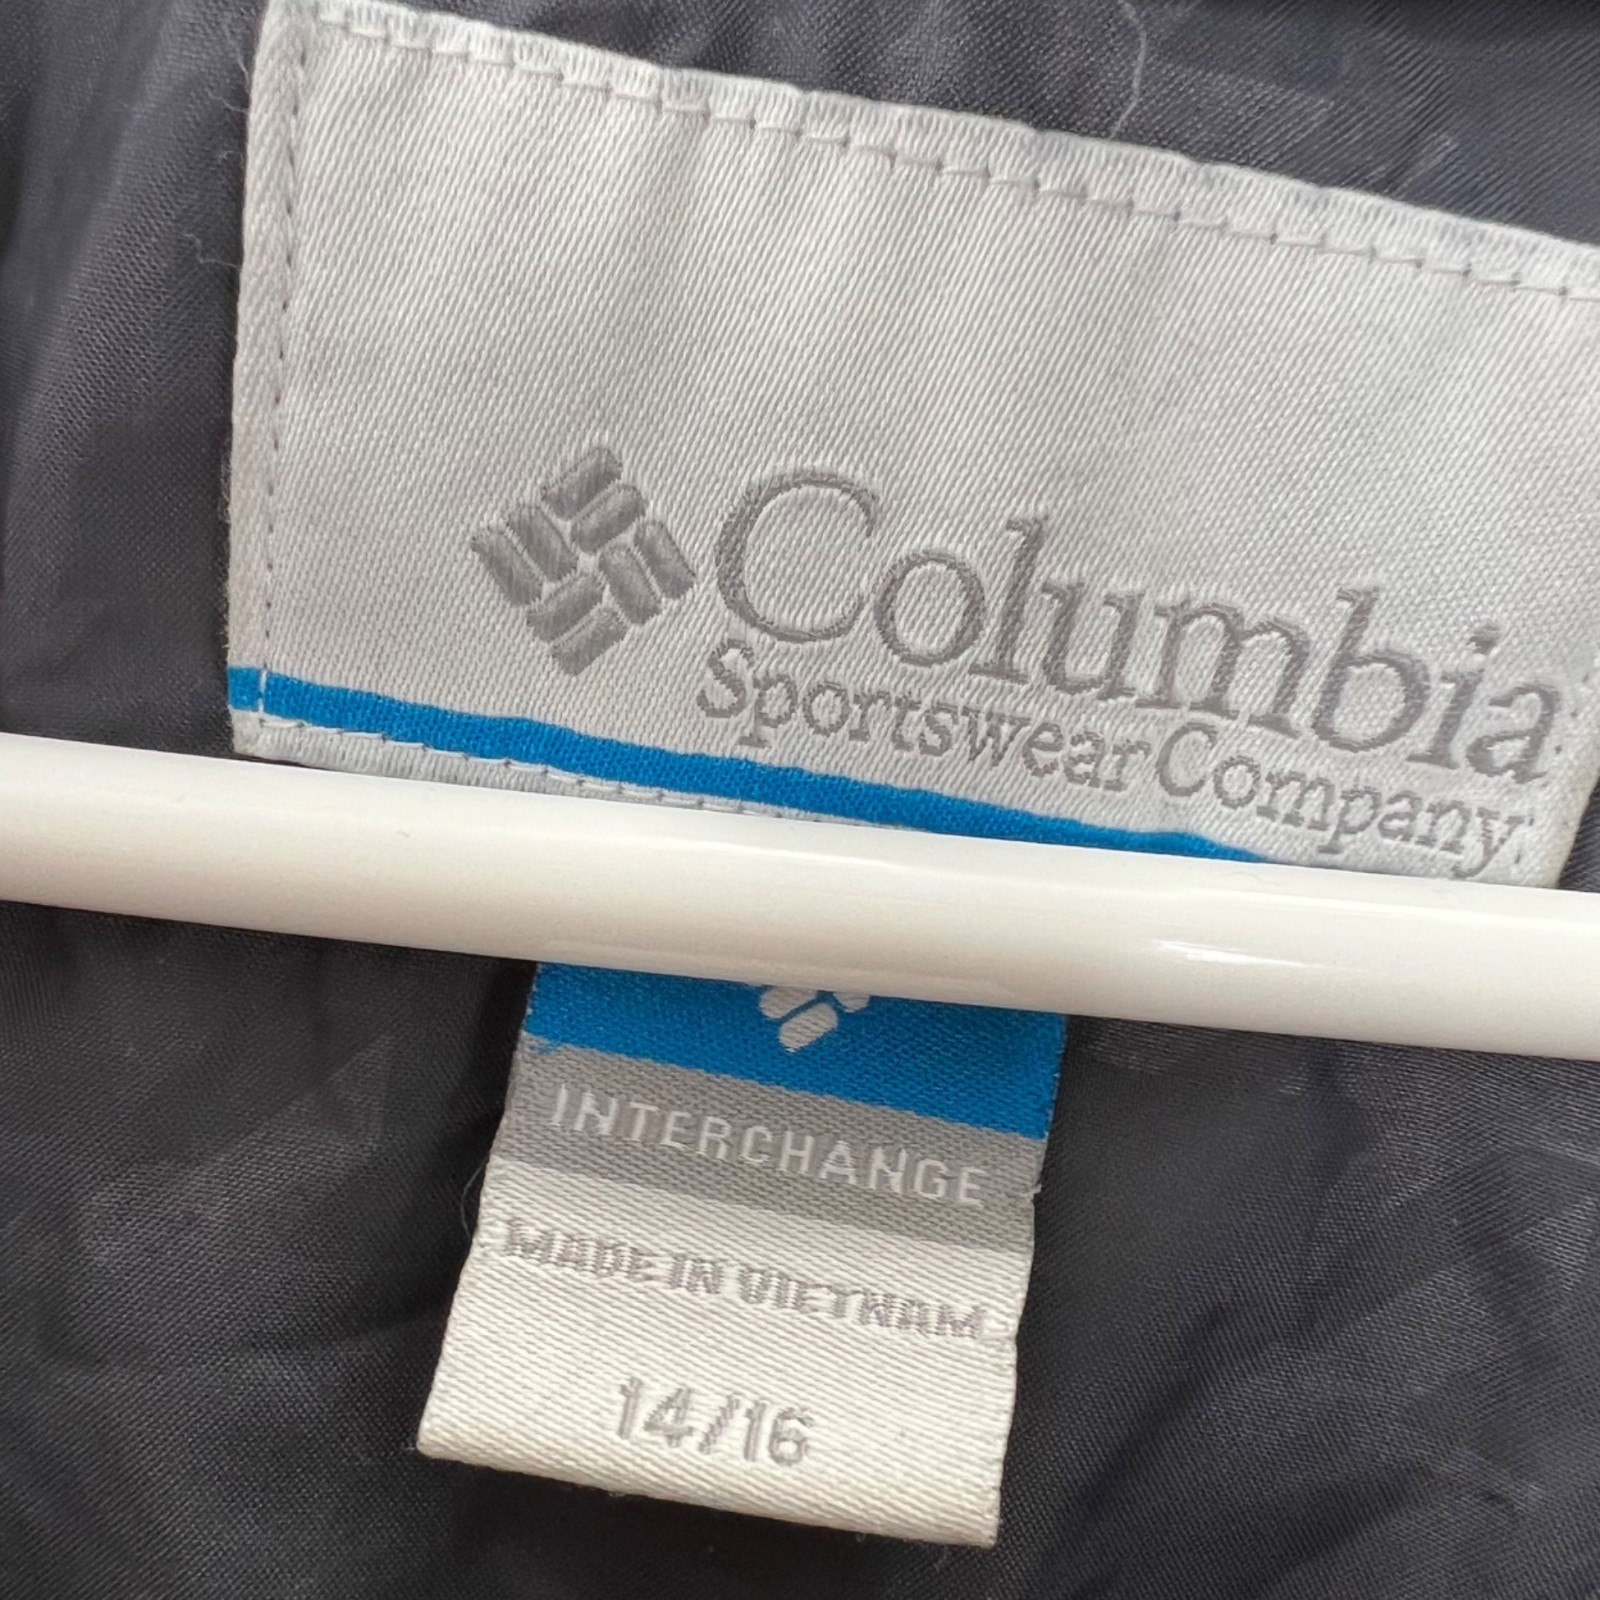 Columbia
Sportswear Company
INTERCHANGE
MADE IN VIETNAM
14/16